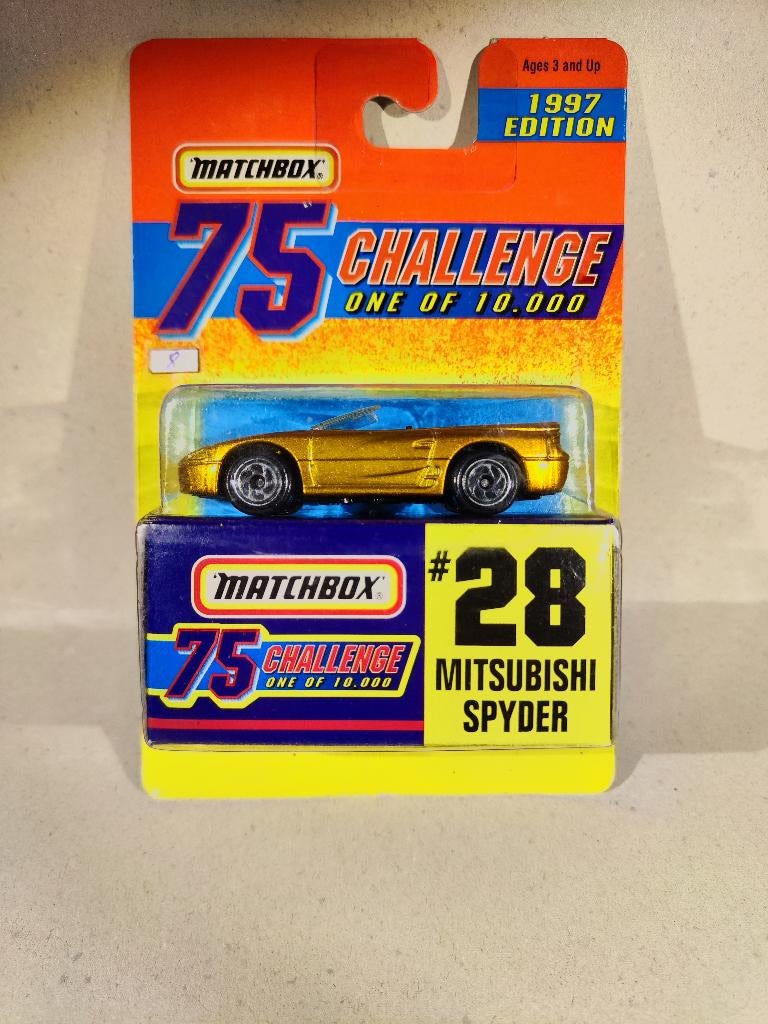 Ages 3 and Up
1997
EDITION
"MATCHBOX"®
75 CHALLENGE
ONE OF 10.000
8
"MATCHBOX"®
75 CHALLENGE
ONE OF 10.000
#28
MITSUBISHI
SPYDER